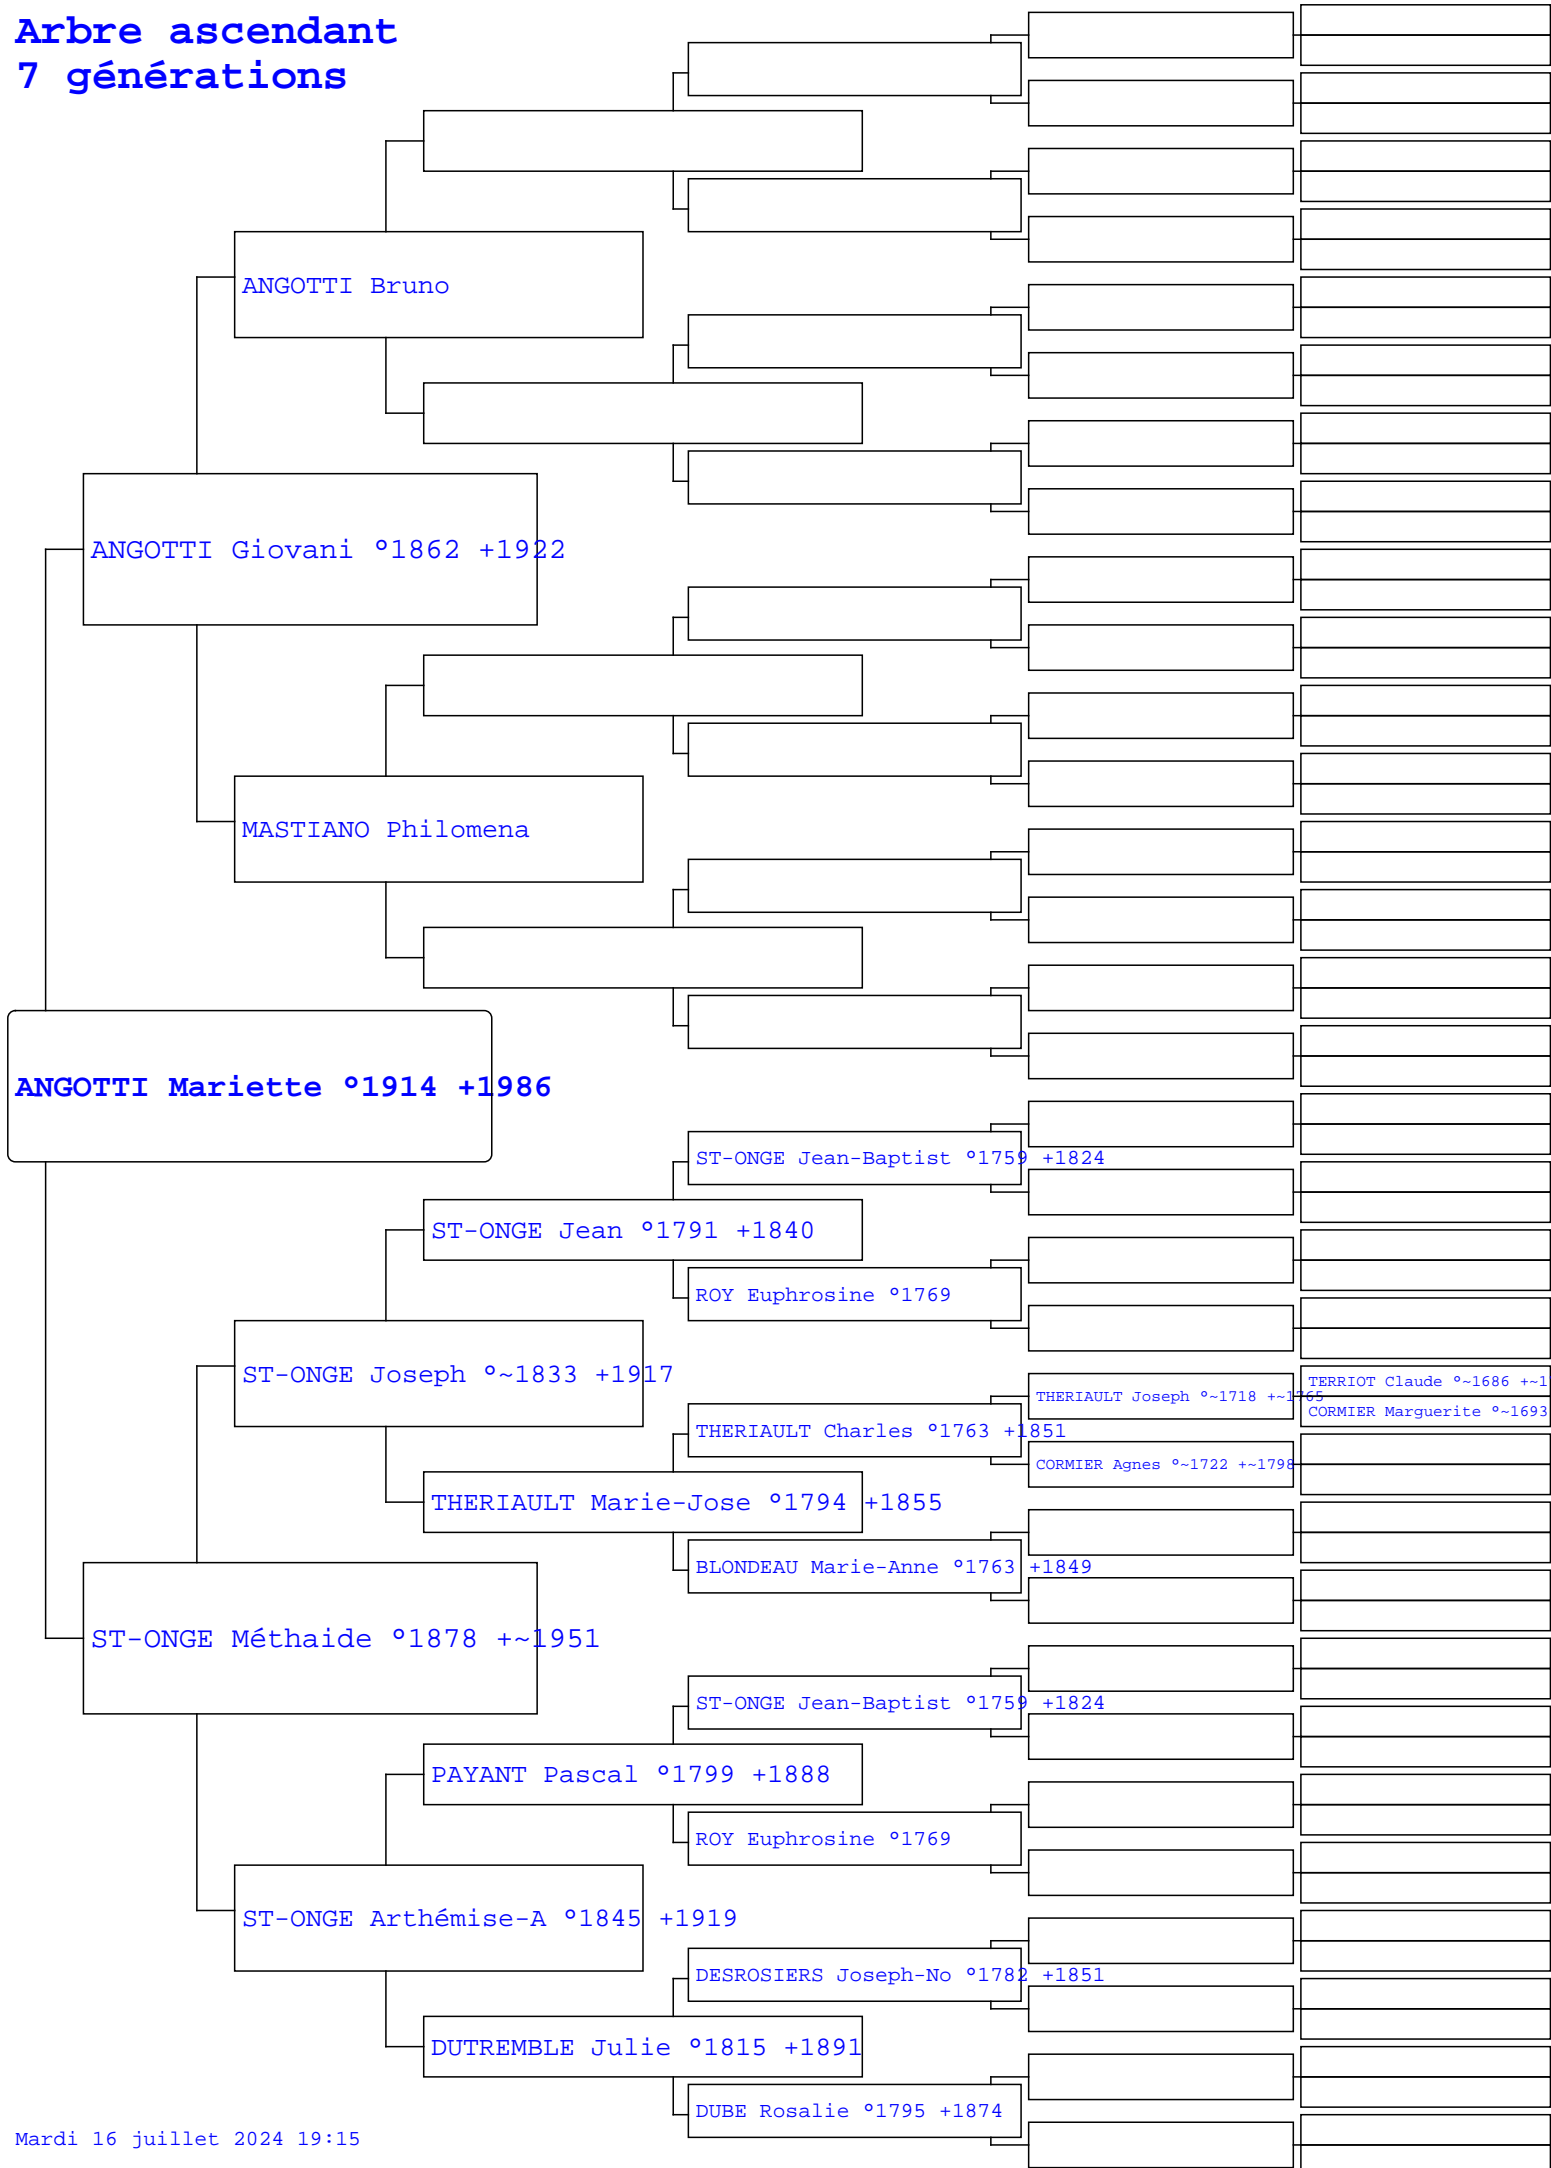 Arbre ascendant
7 générations
ANGOTTI Bruno
ANGOTTI Giovani °1862 +1922
MASTIANO Philomena
ANGOTTI Mariette °1914 +1986
ST-ONGE Jean-Baptist °1759 +1824
ST-ONGE Jean °1791 +1840
ROY Euphrosine °1769
ST-ONGE Joseph °~1833 +1917
TERRIOT Claude °~1686 +~1
THERIAULT Joseph °~1718 +~1765
CORMIER Marguerite °~1693
THERIAULT Charles °1763 +1851
CORMIER Agnes °~1722 +~1798
THERIAULT Marie-Jose °1794 +1855
BLONDEAU Marie-Anne °1763 +1849
ST-ONGE Méthaide °1878 +~1951
ST-ONGE Jean-Baptist °1759 +1824
PAYANT Pascal °1799 +1888
ROY Euphrosine °1769
ST-ONGE Arthémise-A °1845 +1919
DESROSIERS Joseph-No °1782 +1851
DUTREMBLE Julie °1815 +1891
DUBE Rosalie °1795 +1874
Mardi 16 juillet 2024 19:15